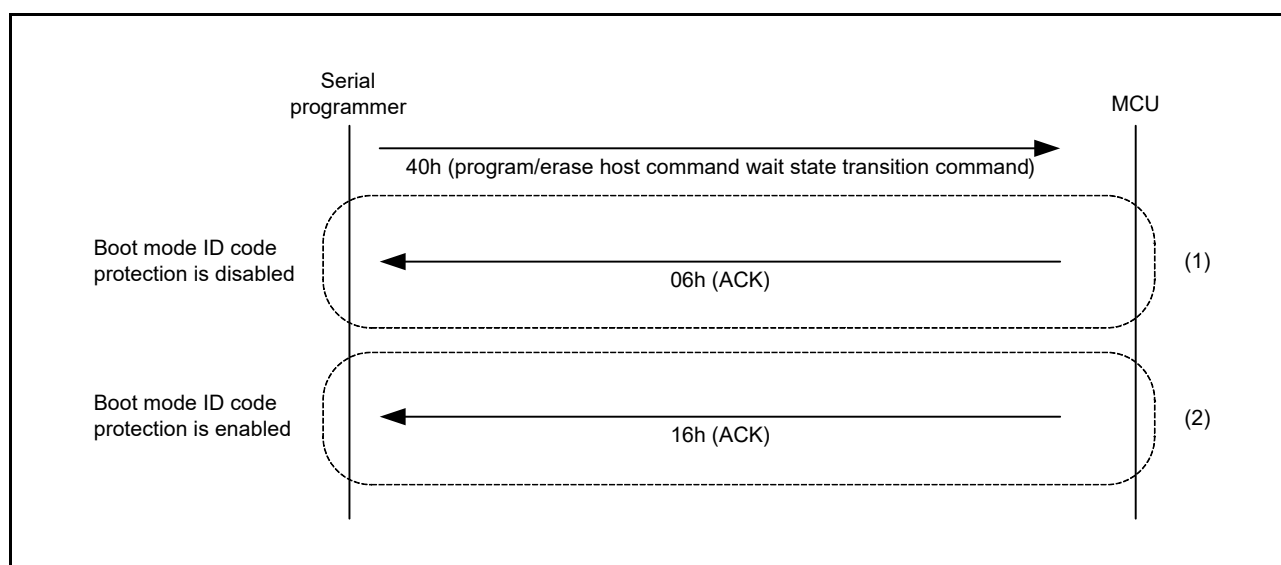 Serial
programmer
MCU
40h (program/erase host command wait state transition command)
Boot mode ID code
protection is disabled
06h (ACK)
(1)
Boot mode ID code
protection is enabled
16h (ACK)
(2)